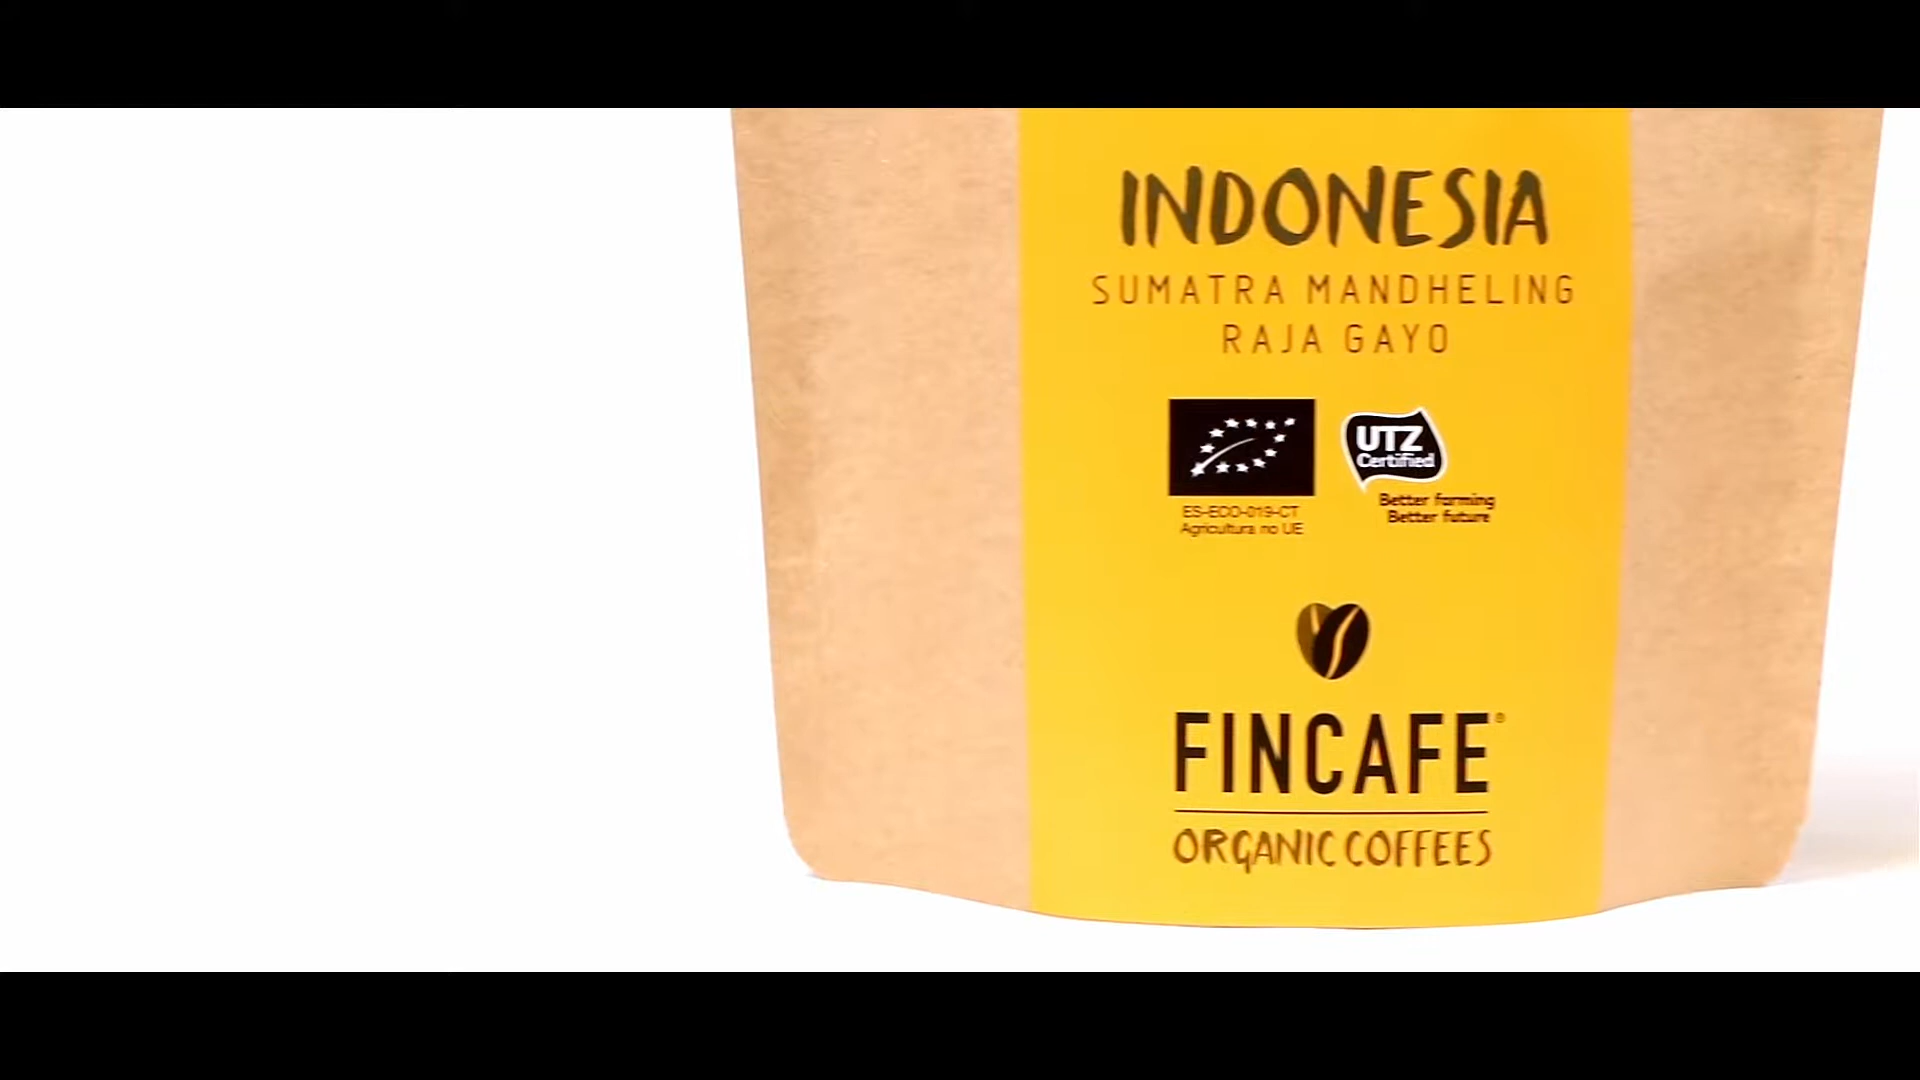 INDONESIA
SUMATRA MANDHELING
RAJA GAYO
UTZ
Certified
Better farming
Better future
ES-ECO-019-CT
Agricultura no UE
FINCAFE®
ORGANIC COFFEES